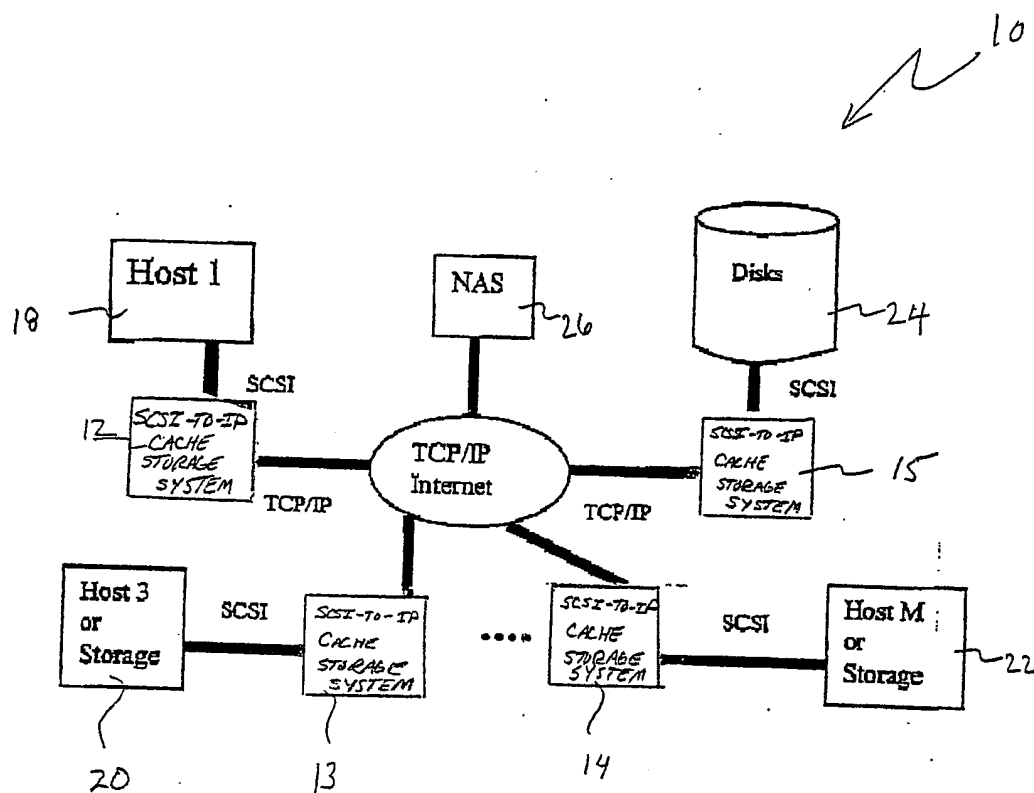 10
Host 1
18
NAS
26
Disks
24
SCSI
SCSI
SCSI-TO-IP
CACHE
STORAGE
SYSTEM
12
TCP/IP
Internet
TCP/IP
TCP/IP
SCSI-TO-IP
CACHE
STORAGE
SYSTEM
15
Host 3
or
Storage
20
SCSI
SCSI-TO-IP
CACHE
STORAGE
SYSTEM
13
SCSI-TO-IP
CACHE
STORAGE
SYSTEM
14
SCSI
Host M
or
Storage
22